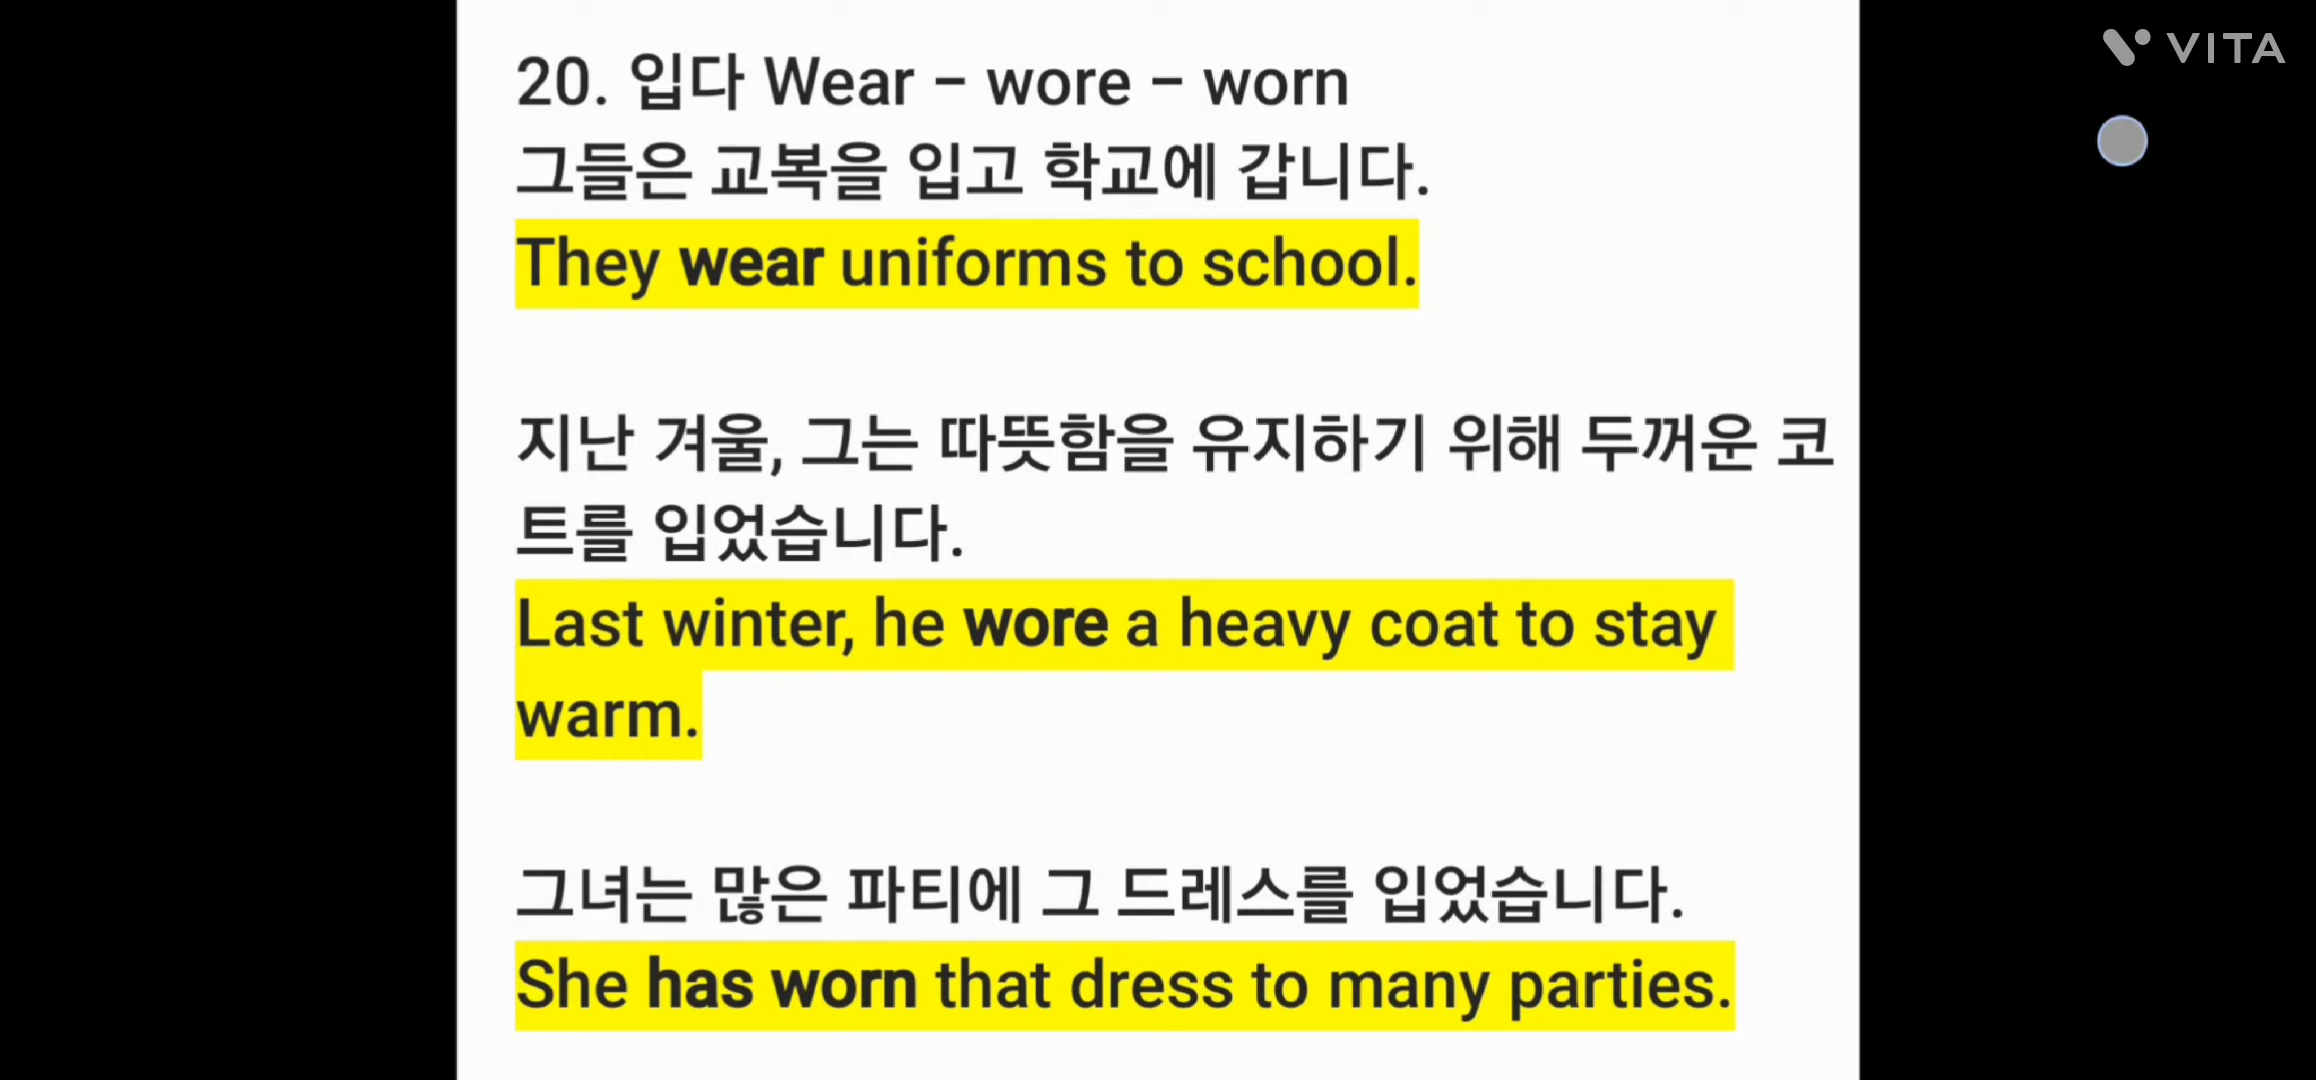 VITA
20. 입다 Wear – wore – worn
그들은 교복을 입고 학교에 갑니다.
They wear uniforms to school.
지난 겨울, 그는 따뜻함을 유지하기 위해 두꺼운 코
트를 입었습니다.
Last winter, he wore a heavy coat to stay
warm.
그녀는 많은 파티에 그 드레스를 입었습니다.
She has worn that dress to many parties.